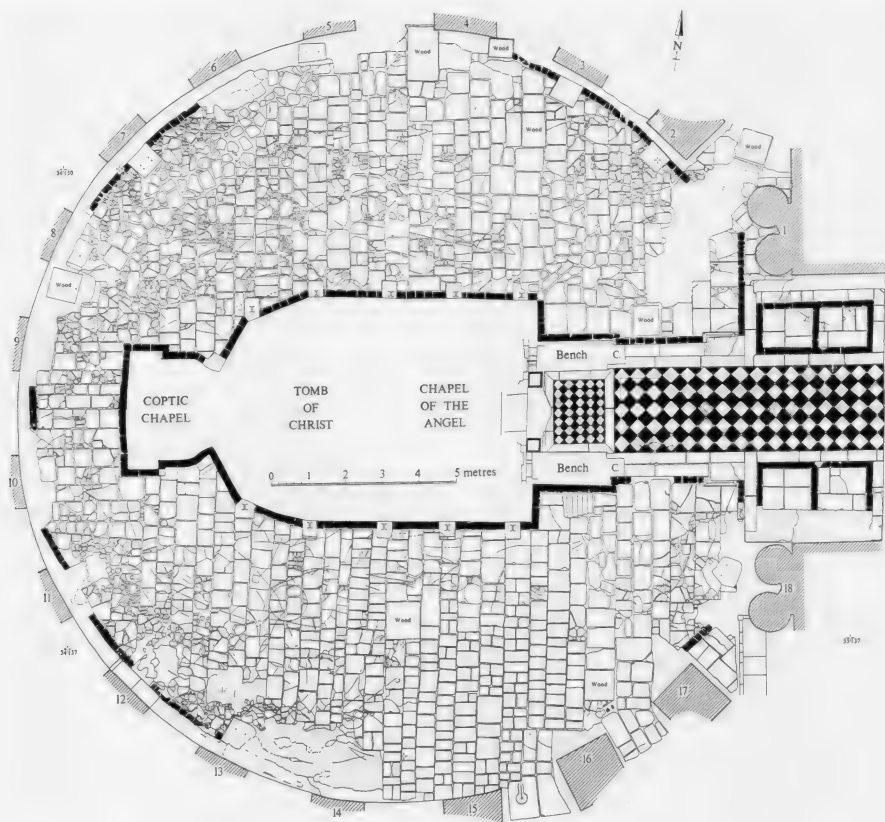 5
4
N
6
Wood
Wood
3
7
Wood
2
Wood
1
8
Wood
Wood
9
Bench
C.
COPTIC
CHAPEL
TOMB
OF
CHRIST
CHAPEL
OF THE
ANGEL
10
0 1 2 3 4 5 metres
Bench
C.
11
18
Wood
12
Wood
17
13
16
14
15